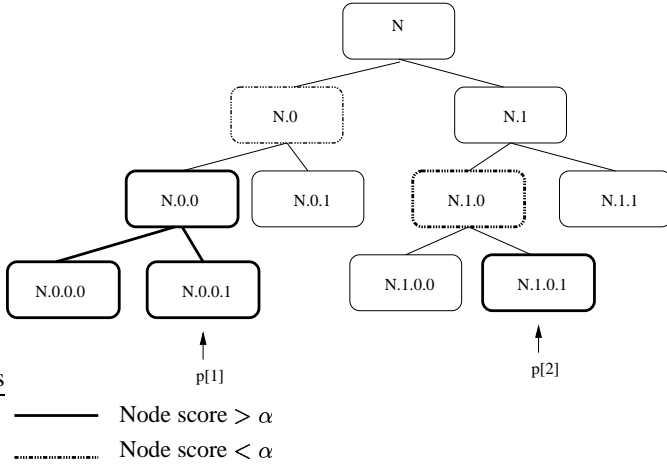 N
N.0
N.1
N.0.0
N.0.1
N.1.0
N.1.1
N.0.0.0
N.0.0.1
N.1.0.0
N.1.0.1
p[1]
p[2]
s
Node score > α
Node score < α